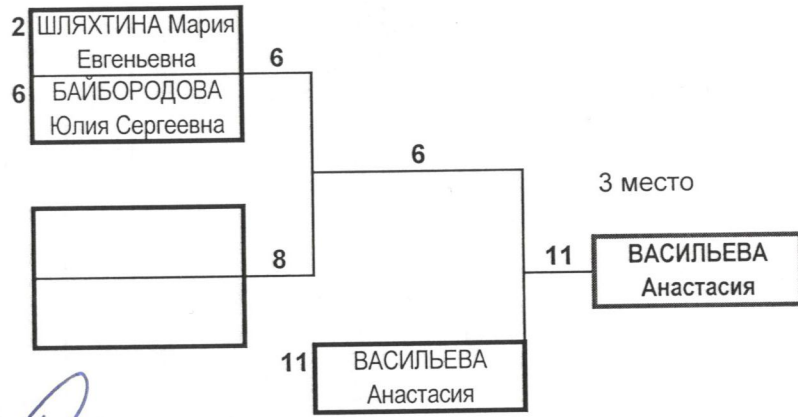 2 ШЛЯХТИНА Мария
Евгеньевна
6
6 БАЙБОРОДОВА
Юлия Сергеевна
6
3 место
8
11
ВАСИЛЬЕВА
Анастасия
11 ВАСИЛЬЕВА
Анастасия